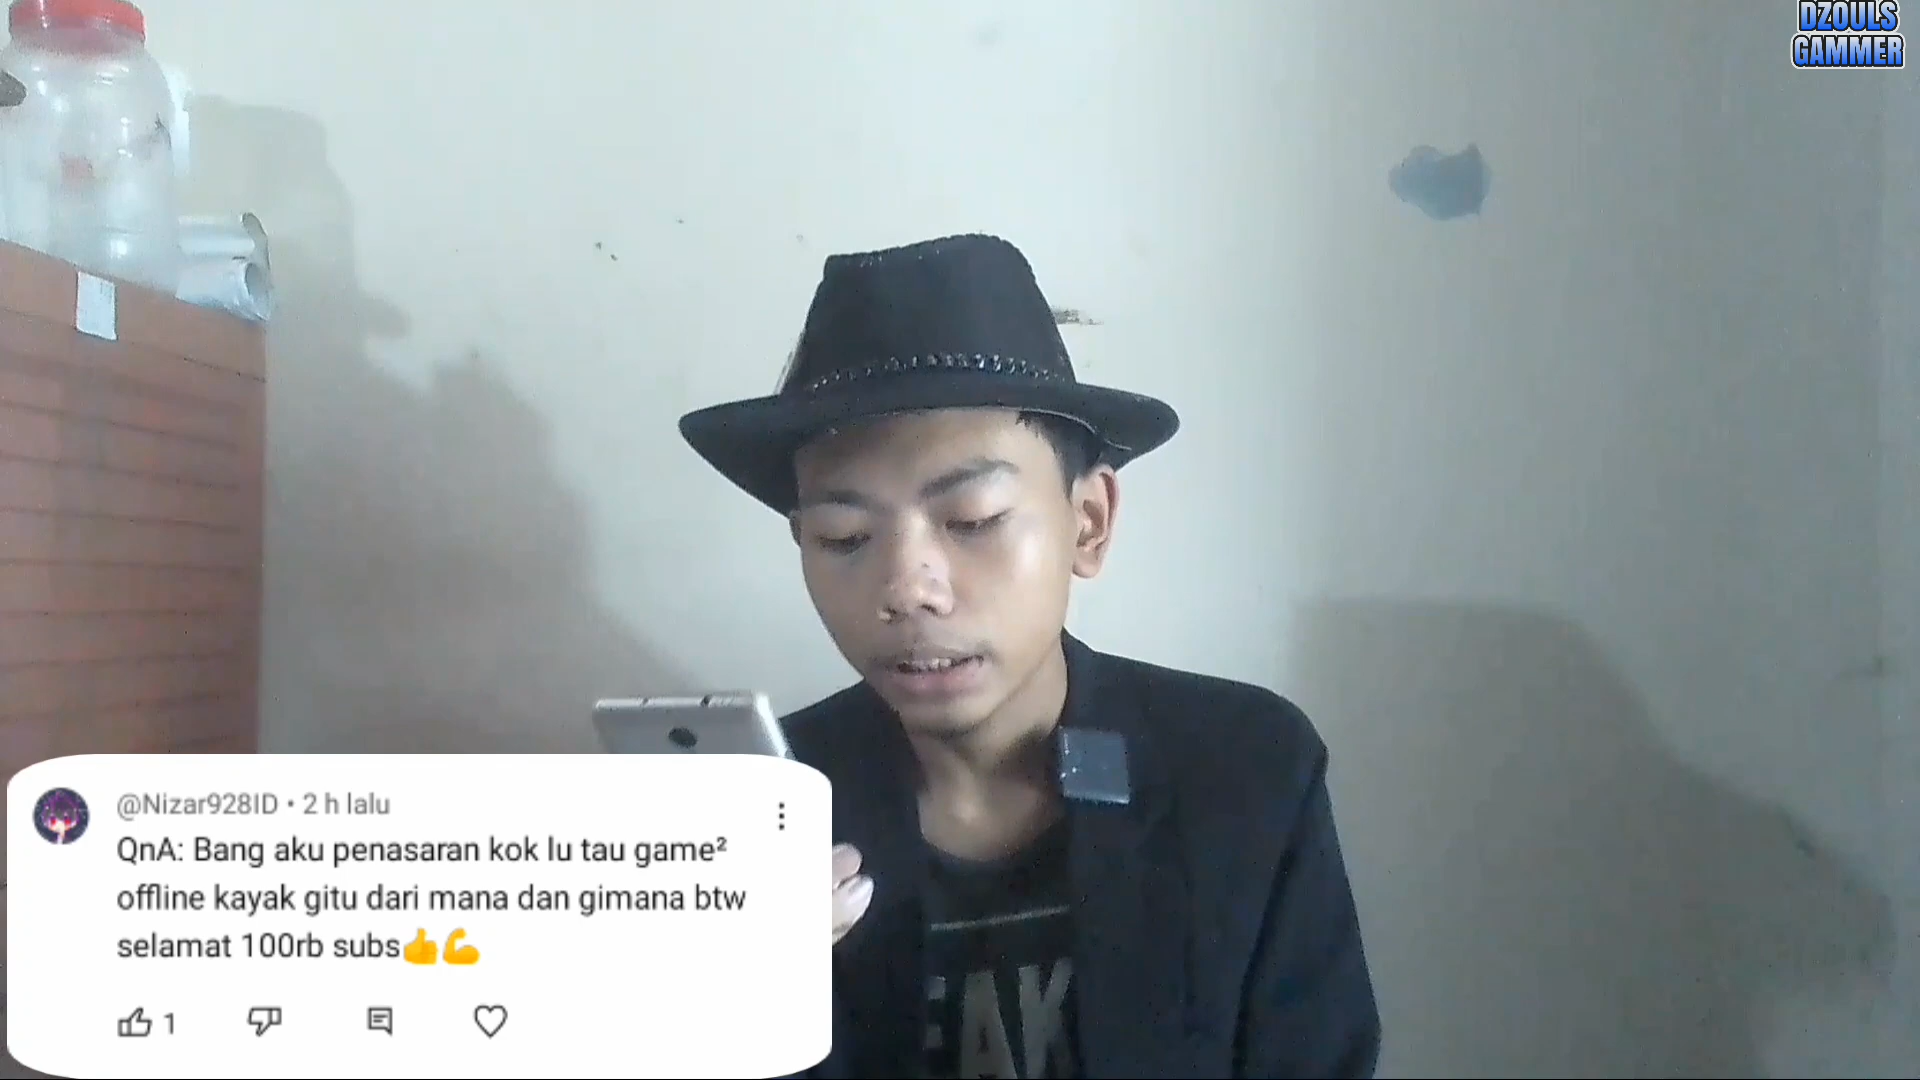 DZOULS
GAMMER
@Nizar928ID • 2 h lalu
QnA: Bang aku penasaran kok lu tau game²
offline kayak gitu dari mana dan gimana btw
selamat 100rb subs👍💪
1
EAK